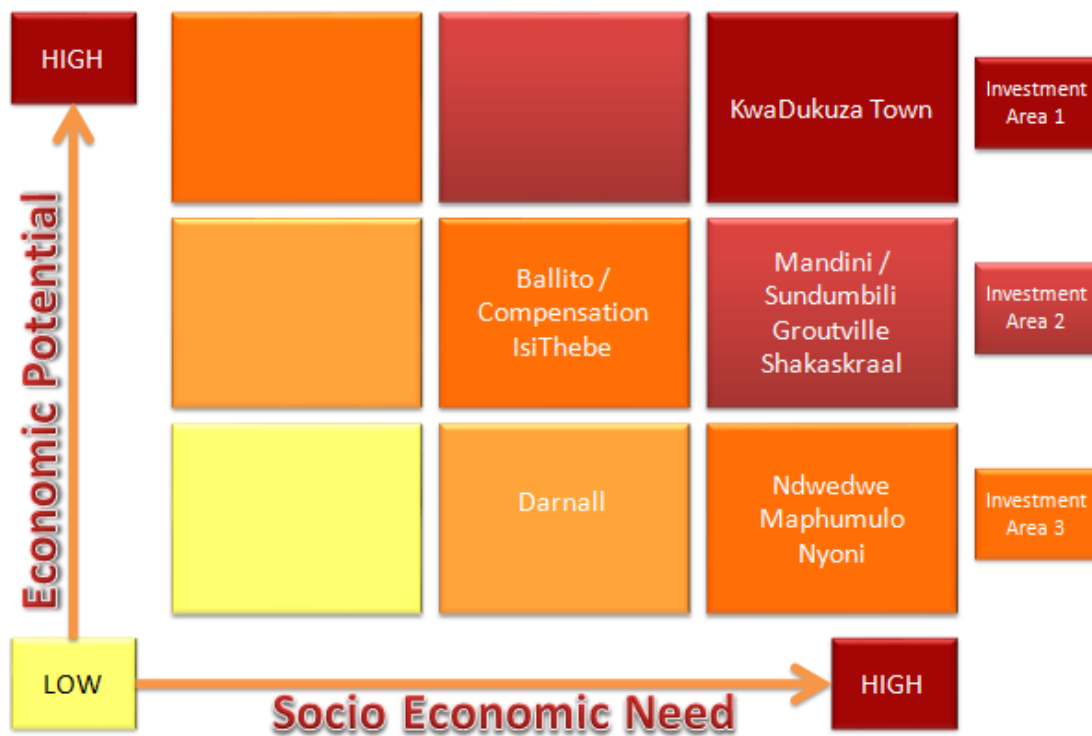 HIGH
KwaDukuza Town
Investment
Area 1
Economic Potential
Ballito /
Compensation
IsiThebe
Mandini /
Sundumbili
Groutville
Shakaskraal
Investment
Area 2
Darnall
Ndwedwe
Maphumulo
Nyoni
Investment
Area 3
LOW
Socio Economic Need
HIGH